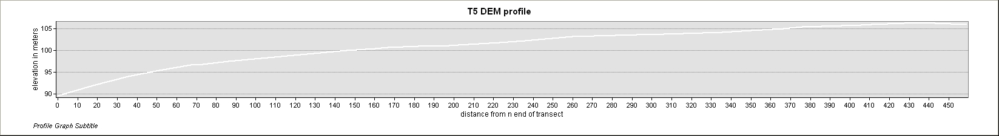 T5 DEM profile
elevation in meters
105
100
95
90
0 10 20 30 40 50 60 70 80 90 100 110 120 130 140 150 160 170 180 190 200 210 220 230 240 250 260 270 280 290 300 310 320 330 340 350 360 370 380 390 400 410 420 430 440 450
distance from n end of transect
Profile Graph Subtitle